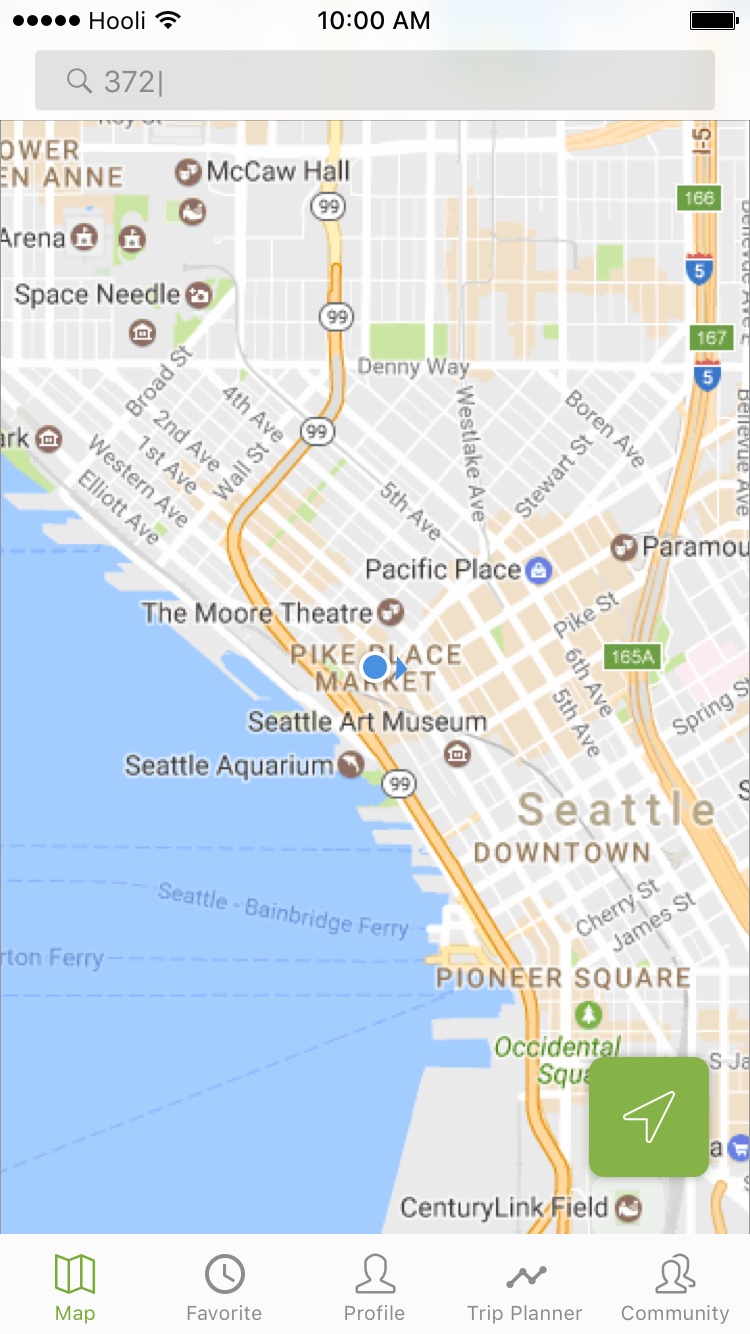 Hooli
10:00 AM
372
OWER
EN ANNE
McCaw Hall
I-5
99
166
Arena
5
Space Needle
99
167
Denny Way
5
Broad St
4th Ave
Boren Ave
Bellevue Ave
99
2nd Ave
Westlake Ave
ark
1st Ave
Wall St
Stewart St
Western Ave
5th Ave
Elliott Ave
Paramou
Pacific Place
The Moore Theatre
Pike St
PIKE PLACE
MARKET
165A
6th Ave
Spring S
5th Ave
Seattle Art Museum
Seattle Aquarium
99
Seattle
DOWNTOWN
Seattle - Bainbridge Ferry
Cherry St
James St
rton Ferry
PIONEER SQUARE
Occidental
Squa
S Ja
a
CenturyLink Field
Map
Favorite
Profile
Trip Planner
Community